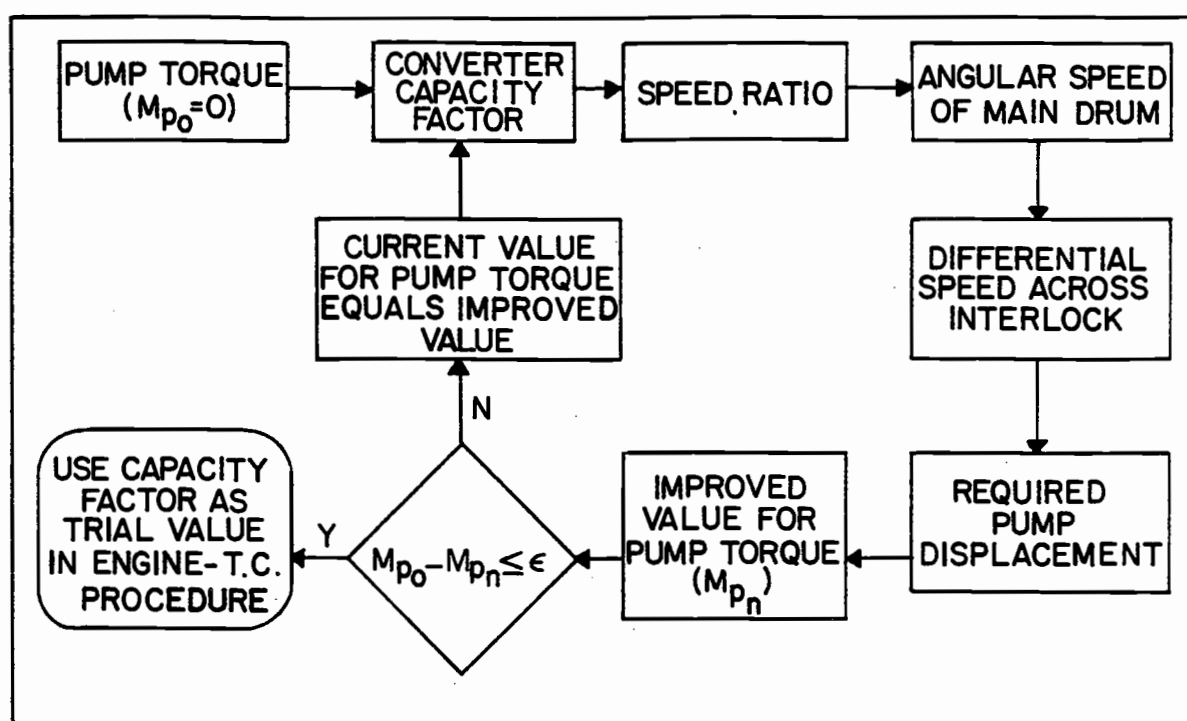 PUMP TORQUE
(Mp₀=0)
CONVERTER
CAPACITY
FACTOR
SPEED RATIO
ANGULAR SPEED
OF MAIN DRUM
DIFFERENTIAL
SPEED ACROSS
INTERLOCK
REQUIRED
PUMP
DISPLACEMENT
IMPROVED
VALUE FOR
PUMP TORQUE
(Mpₙ)
Mp₀-Mpₙ≤ϵ
N
CURRENT VALUE
FOR PUMP TORQUE
EQUALS IMPROVED
VALUE
Y
USE CAPACITY
FACTOR AS
TRIAL VALUE
IN ENGINE-T.C.
PROCEDURE